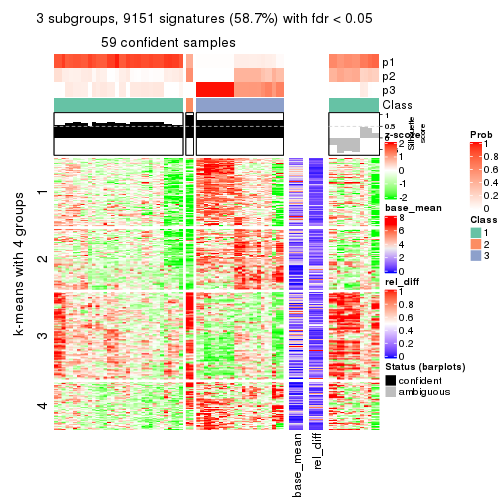 3 subgroups, 9151 signatures (58.7%) with fdr < 0.05
59 confident samples
p1
p2
p3
Class
1
0.5
0
Silhouette
score
k-means with 4 groups
1
2
3
4
base_mean
rel_diff
z-score
2
1
0
-1
-2
base_mean
8
6
4
2
0
rel_diff
1
0.8
0.6
0.4
0.2
0
Status (barplots)
confident
ambiguous
Prob
1
0.8
0.6
0.4
0.2
0
Class
1
2
3